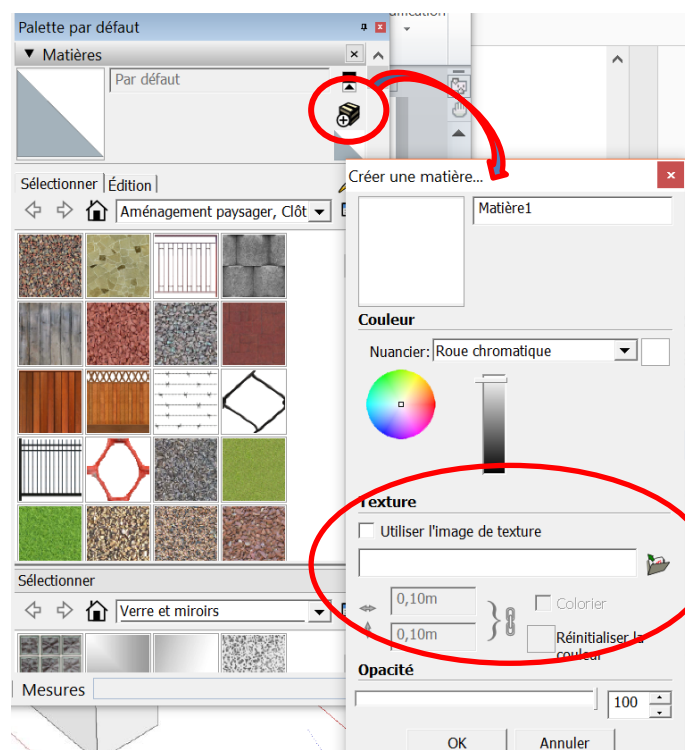 ification
Palette par défaut
Matières
Par défaut
Sélectionner
Édition
Aménagement paysager, Clôt
Sélectionner
Verre et miroirs
Mesures
Créer une matière...
Matière1
Couleur
Nuancier: Roue chromatique
Texture
Utiliser l'image de texture
0,10m
Colorier
0,10m
Réinitialiser la
couleur
Opacité
100
OK
Annuler